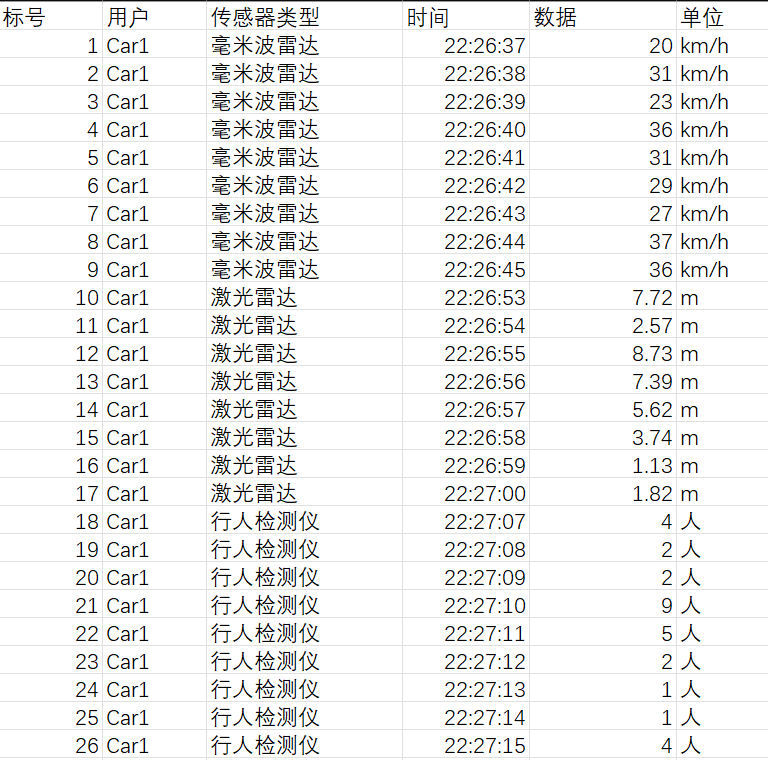 标号 用户 传感器类型 时间 数据 单位
1 Car1 毫米波雷达 22:26:37 20 km/h
2 Car1 毫米波雷达 22:26:38 31 km/h
3 Car1 毫米波雷达 22:26:39 23 km/h
4 Car1 毫米波雷达 22:26:40 36 km/h
5 Car1 毫米波雷达 22:26:41 31 km/h
6 Car1 毫米波雷达 22:26:42 29 km/h
7 Car1 毫米波雷达 22:26:43 27 km/h
8 Car1 毫米波雷达 22:26:44 37 km/h
9 Car1 毫米波雷达 22:26:45 36 km/h
10 Car1 激光雷达 22:26:53 7.72 m
11 Car1 激光雷达 22:26:54 2.57 m
12 Car1 激光雷达 22:26:55 8.73 m
13 Car1 激光雷达 22:26:56 7.39 m
14 Car1 激光雷达 22:26:57 5.62 m
15 Car1 激光雷达 22:26:58 3.74 m
16 Car1 激光雷达 22:26:59 1.13 m
17 Car1 激光雷达 22:27:00 1.82 m
18 Car1 行人检测仪 22:27:07 4 人
19 Car1 行人检测仪 22:27:08 2 人
20 Car1 行人检测仪 22:27:09 2 人
21 Car1 行人检测仪 22:27:10 9 人
22 Car1 行人检测仪 22:27:11 5 人
23 Car1 行人检测仪 22:27:12 2 人
24 Car1 行人检测仪 22:27:13 1 人
25 Car1 行人检测仪 22:27:14 1 人
26 Car1 行人检测仪 22:27:15 4 人